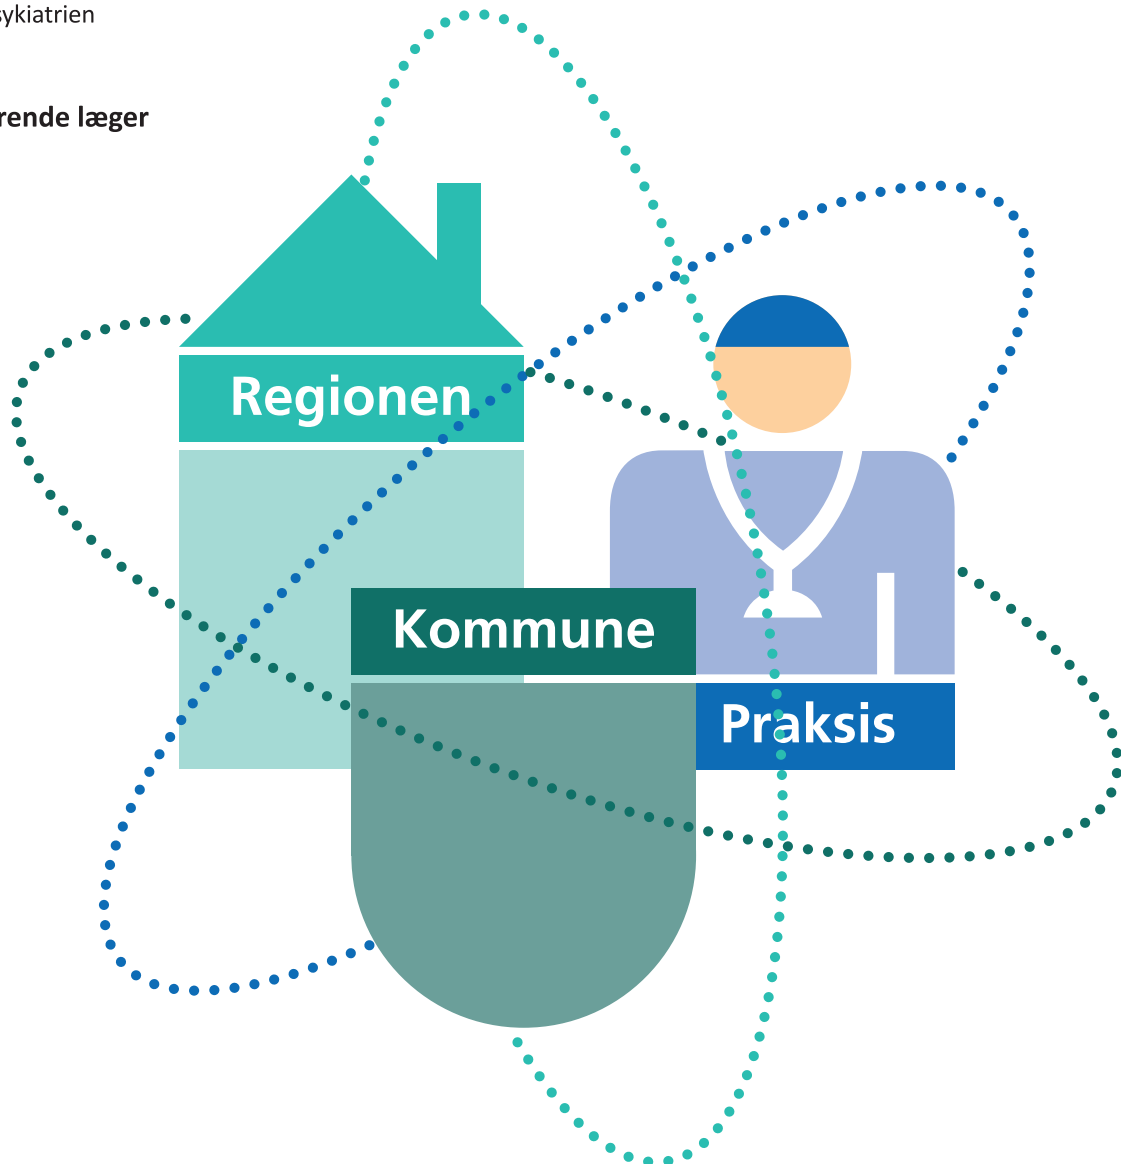 sykiatrien
rende læger
Regionen
Kommune
Praksis